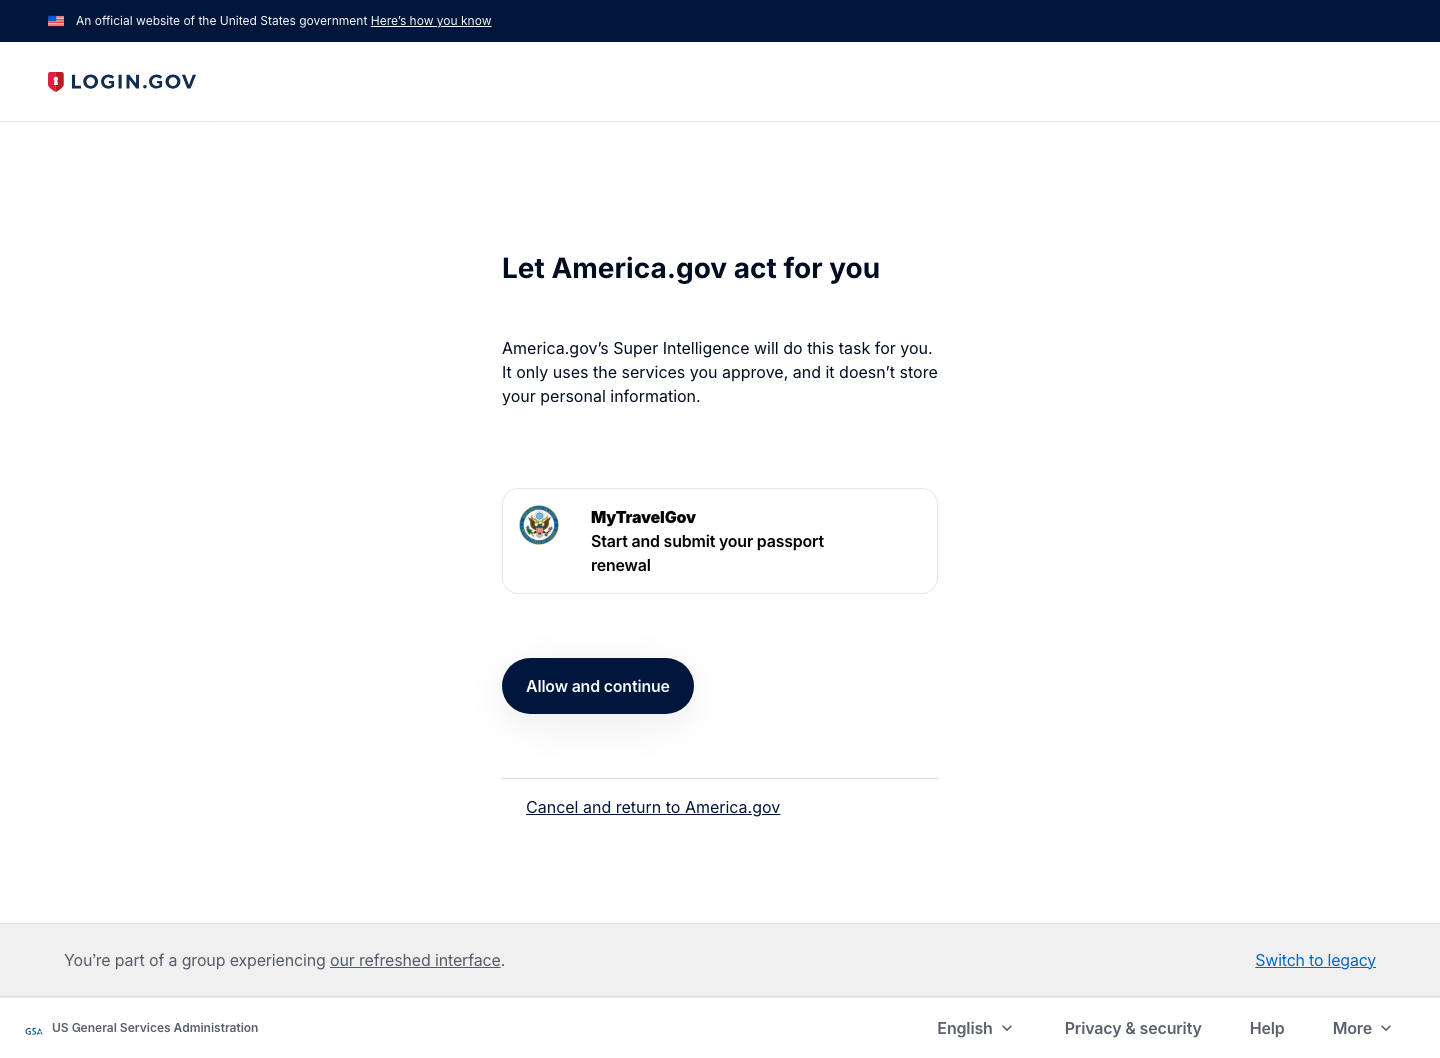 An official website of the United States government Here’s how you know
LOGIN.GOV
Let America.gov act for you
America.gov’s Super Intelligence will do this task for you.
It only uses the services you approve, and it doesn’t store
your personal information.
MyTravelGov
Start and submit your passport
renewal
Allow and continue
Cancel and return to America.gov
You’re part of a group experiencing our refreshed interface.
Switch to legacy
GSA US General Services Administration
English
Privacy & security
Help
More